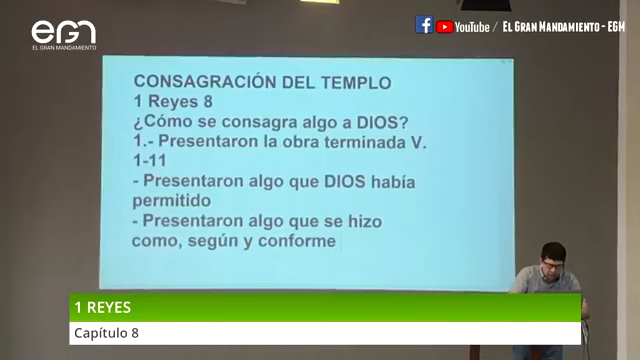 EGM
EL GRAN MANDAMIENTO
YouTube / EL GRAN MANDAMIENTO - EGM
CONSAGRACIÓN DEL TEMPLO
1 Reyes 8
¿Cómo se consagra algo a DIOS?
1.- Presentaron la obra terminada V.
1-11
- Presentaron algo que DIOS había
permitido
- Presentaron algo que se hizo
como, según y conforme
1 REYES
Capítulo 8